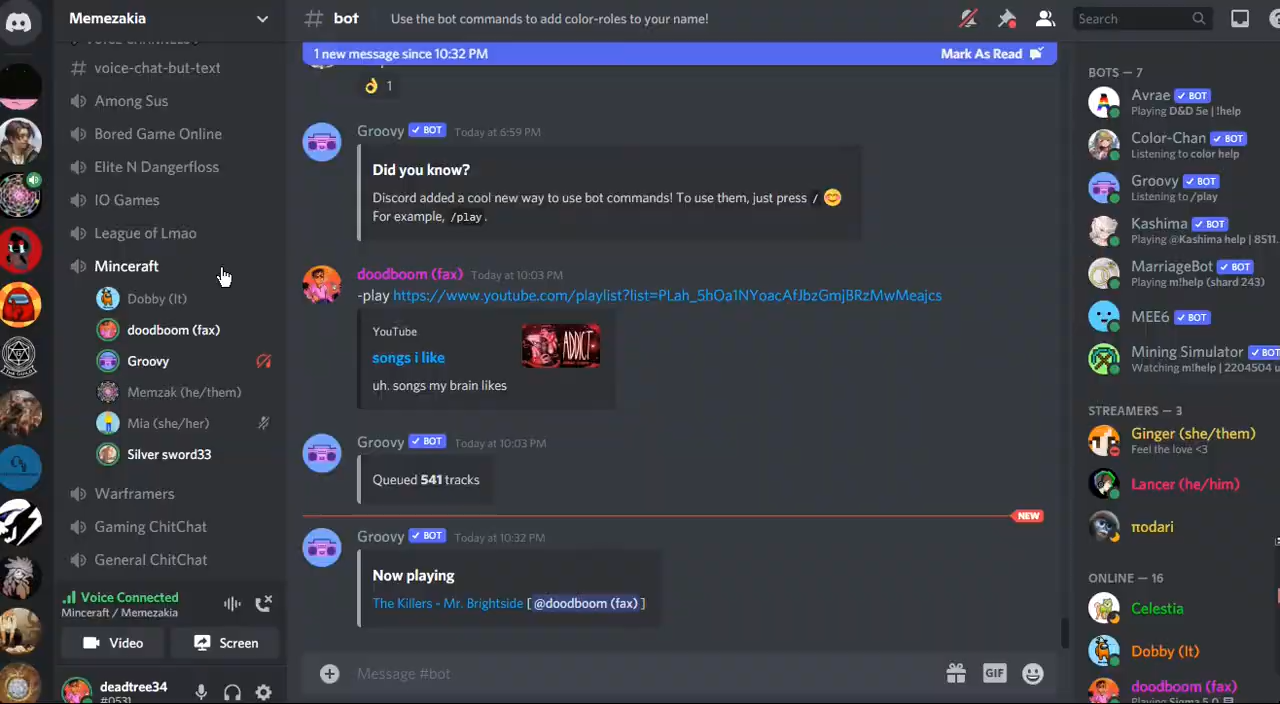 Memezakia
# bot
Use the bot commands to add color-roles to your name!
Search
VOICE CHANNELS
# voice-chat-but-text
Among Sus
Bored Game Online
Elite N Dangerfloss
IO Games
League of Lmao
Minceraft
Dobby (It)
doodboom (fax)
Groovy
Memzak (he/them)
Mia (she/her)
Silver sword33
Warframers
Gaming ChitChat
General ChitChat
Voice Connected
Minceraft / Memezakia
Video
Screen
deadtree34
#0531
1 new message since 10:32 PM
Mark As Read
1
Groovy BOT Today at 6:59 PM
Did you know?
Discord added a cool new way to use bot commands! To use them, just press / 😊
For example, /play.
doodboom (fax) Today at 10:03 PM
-play https://www.youtube.com/playlist?list=PLah_5hOa1NYoacAfJbzGmjBRzMwMeajcs
YouTube
songs i like
uh. songs my brain likes
ADDICT
Groovy BOT Today at 10:03 PM
Queued 541 tracks
NEW
Groovy BOT Today at 10:32 PM
Now playing
The Killers - Mr. Brightside [ @doodboom (fax) ]
Message #bot
GIF
BOTS — 7
Avrae BOT
Playing D&D 5e | !help
Color-Chan BOT
Listening to color help
Groovy BOT
Listening to /play
Kashima BOT
Playing @Kashima help | 8511.
MarriageBot BOT
Playing m!help (shard 243)
MEE6 BOT
Mining Simulator BOT
Watching m!help | 2204504 u
STREAMERS — 3
Ginger (she/them)
Feel the love <3
Lancer (he/him)
πodari
ONLINE — 16
Celestia
Dobby (It)
doodboom (fax)
Playing Sigma 5.0